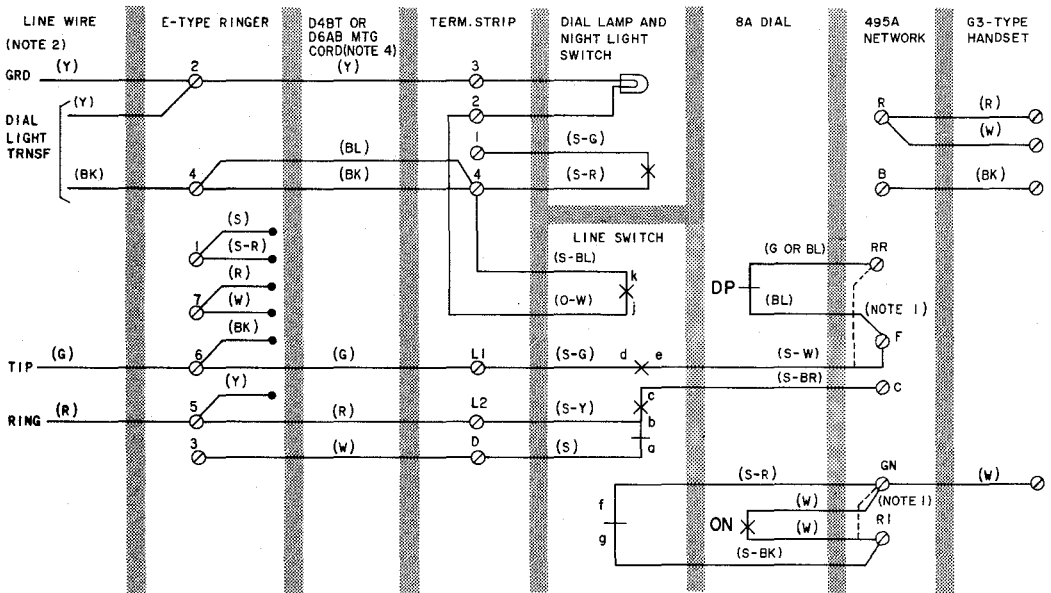 LINE WIRE
(NOTE 2)
E-TYPE RINGER
D4BT OR
D6AB MTG
CORD(NOTE 4)
TERM.STRIP
DIAL LAMP AND
NIGHT LIGHT
SWITCH
8A DIAL
495A
NETWORK
G3-TYPE
HANDSET
GRD (Y) 2 (Y) 3
DIAL
LIGHT
TRNSF
(Y) 2 R (R)
(W)
1 (S-G)
(BL)
(BK) 4 (BK) 4 (S-R) B (BK)
(S)
1 (S-R)
LINE SWITCH
(S-BL) k
(G OR BL) RR
(R)
7 (W)
(O-W) j
DP
(BL) (NOTE 1)
(BK) F
TIP (G) 6 (G) L1 (S-G) d e (S-W)
(S-BR) C
(Y)
RING (R) 5 (R) L2 (S-Y) c
b
3 (W) D (S) a
(S-R) GN (W)
f (W) (NOTE 1)
ON
g (W) R1
(S-BK)